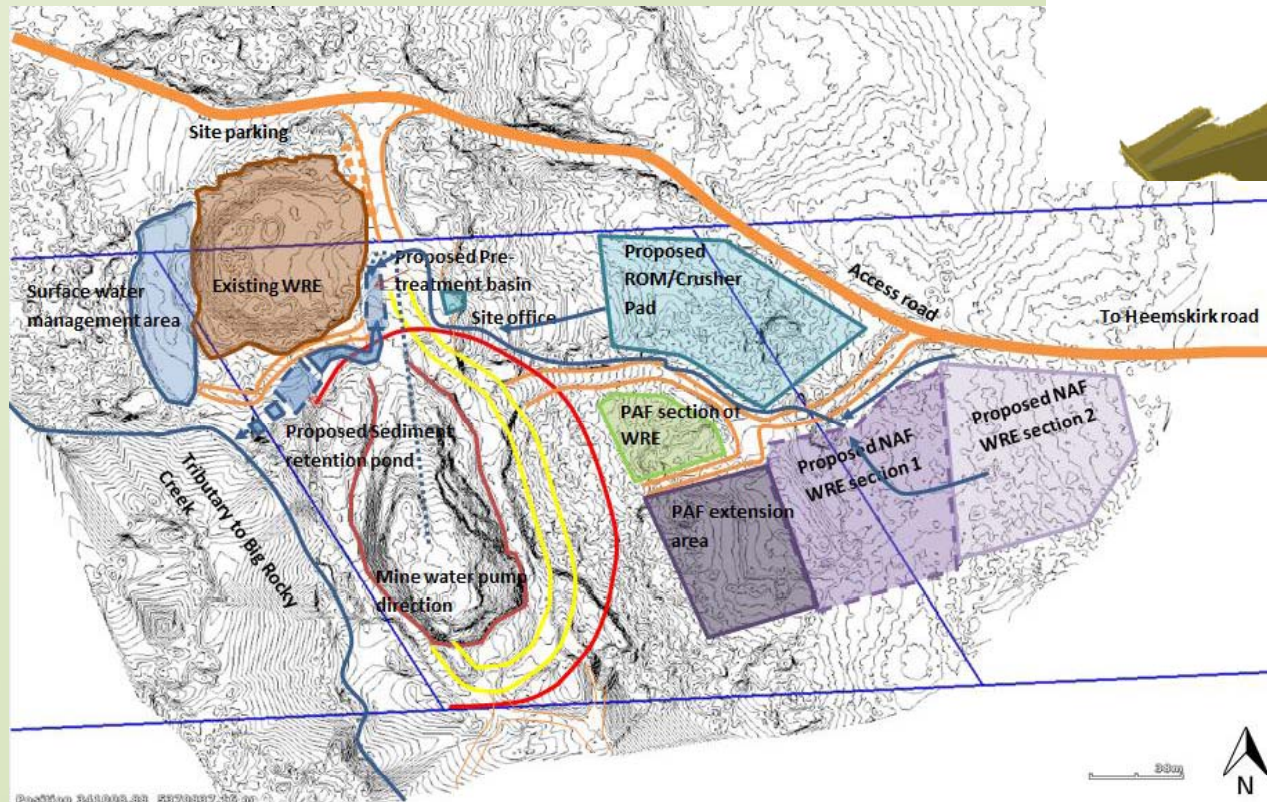 Site parking
Existing WRE
Surface water
management area
Proposed Pre-
treatment basin
Site office
Proposed
ROM/Crusher
Pad
Access road
To Heemskirk road
PAF section of
WRE
Proposed NAF
WRE section 1
Proposed NAF
WRE section 2
PAF extension
area
Proposed Sediment
retention pond
Tributary to Big Rocky
Creek
Mine water pump
direction
38m
N